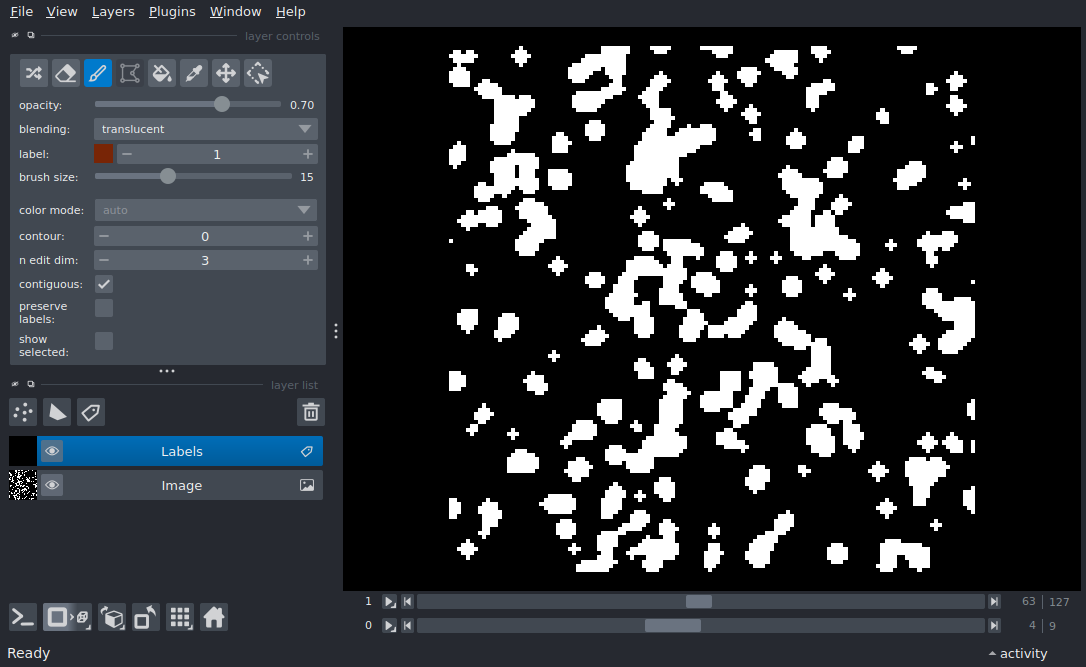 File View Layers Plugins Window Help
layer controls
opacity: 0.70
blending: translucent
label: 1
brush size: 15
color mode: auto
contour: 0
n edit dim: 3
contiguous:
preserve
labels:
show
selected:
layer list
Labels
Image
1 63 | 127
0 4 | 9
Ready activity